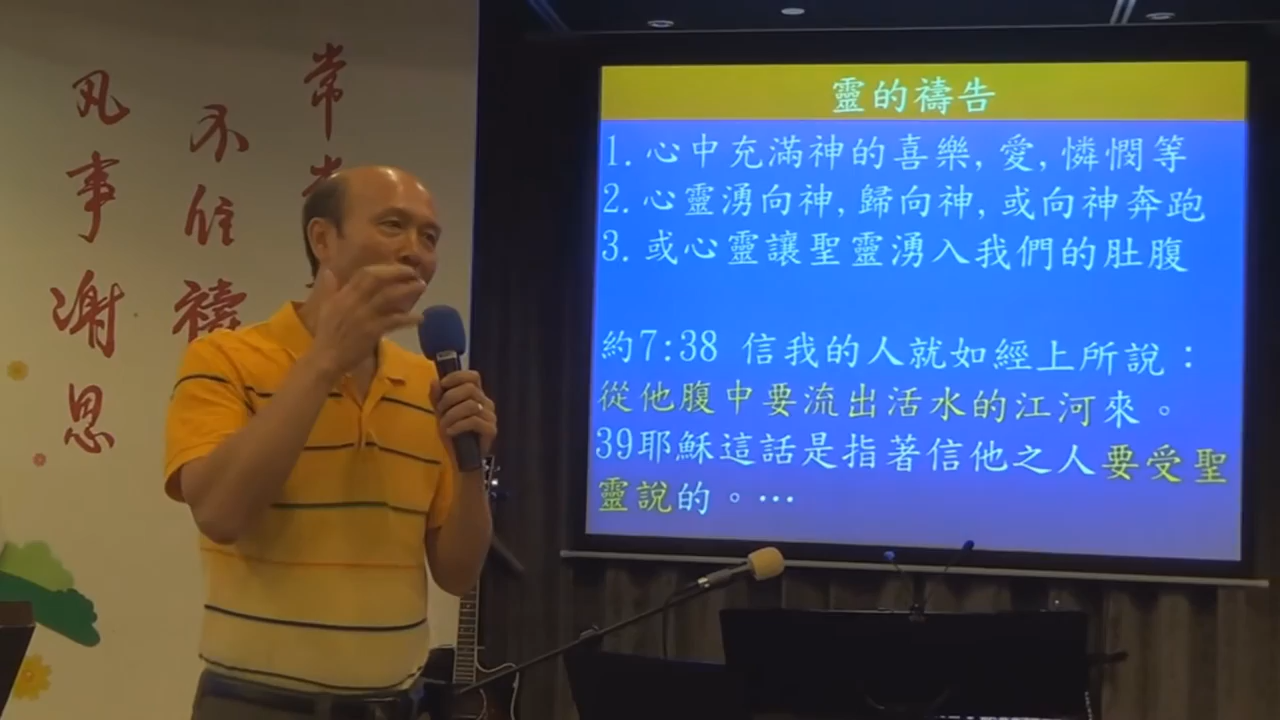 常
不住禱
凡事謝恩
靈的禱告
1. 心中充滿神的喜樂, 愛, 憐憫等
2. 心靈湧向神, 歸向神, 或向神奔跑
3. 或心靈讓聖靈湧入我們的肚腹
約7:38 信我的人就如經上所說：
從他腹中要流出活水的江河來。
39耶穌這話是指著信他之人要受聖
靈說的。…